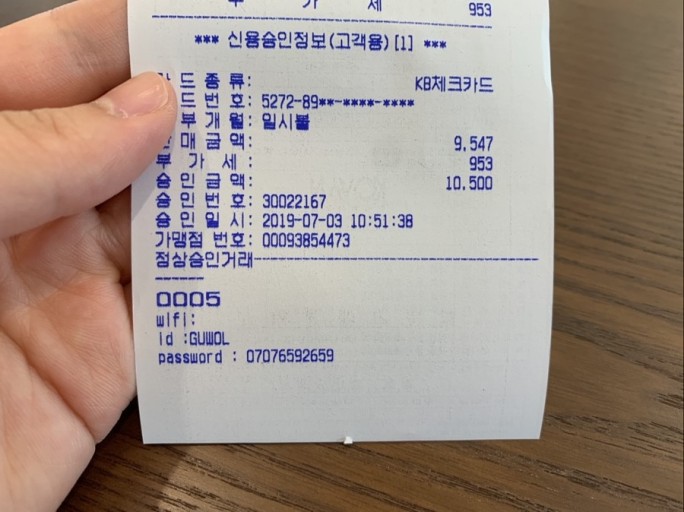 부 가 세 953
*** 신용승인정보(고객용)[1] ***
드 종 류: KB체크카드
드 번 호: 5272-89**-****-****
부 개 월: 일시불
매 금 액: 9,547
부 가 세 : 953
승 인 금 액: 10,500
승 인 번 호: 30022167
승 인 일 시: 2019-07-03 10:51:38
가맹점 번호: 00093854473
정상승인거래--------------------------------
------
0005
wifi:
id :GUWOL
password : 07076592659